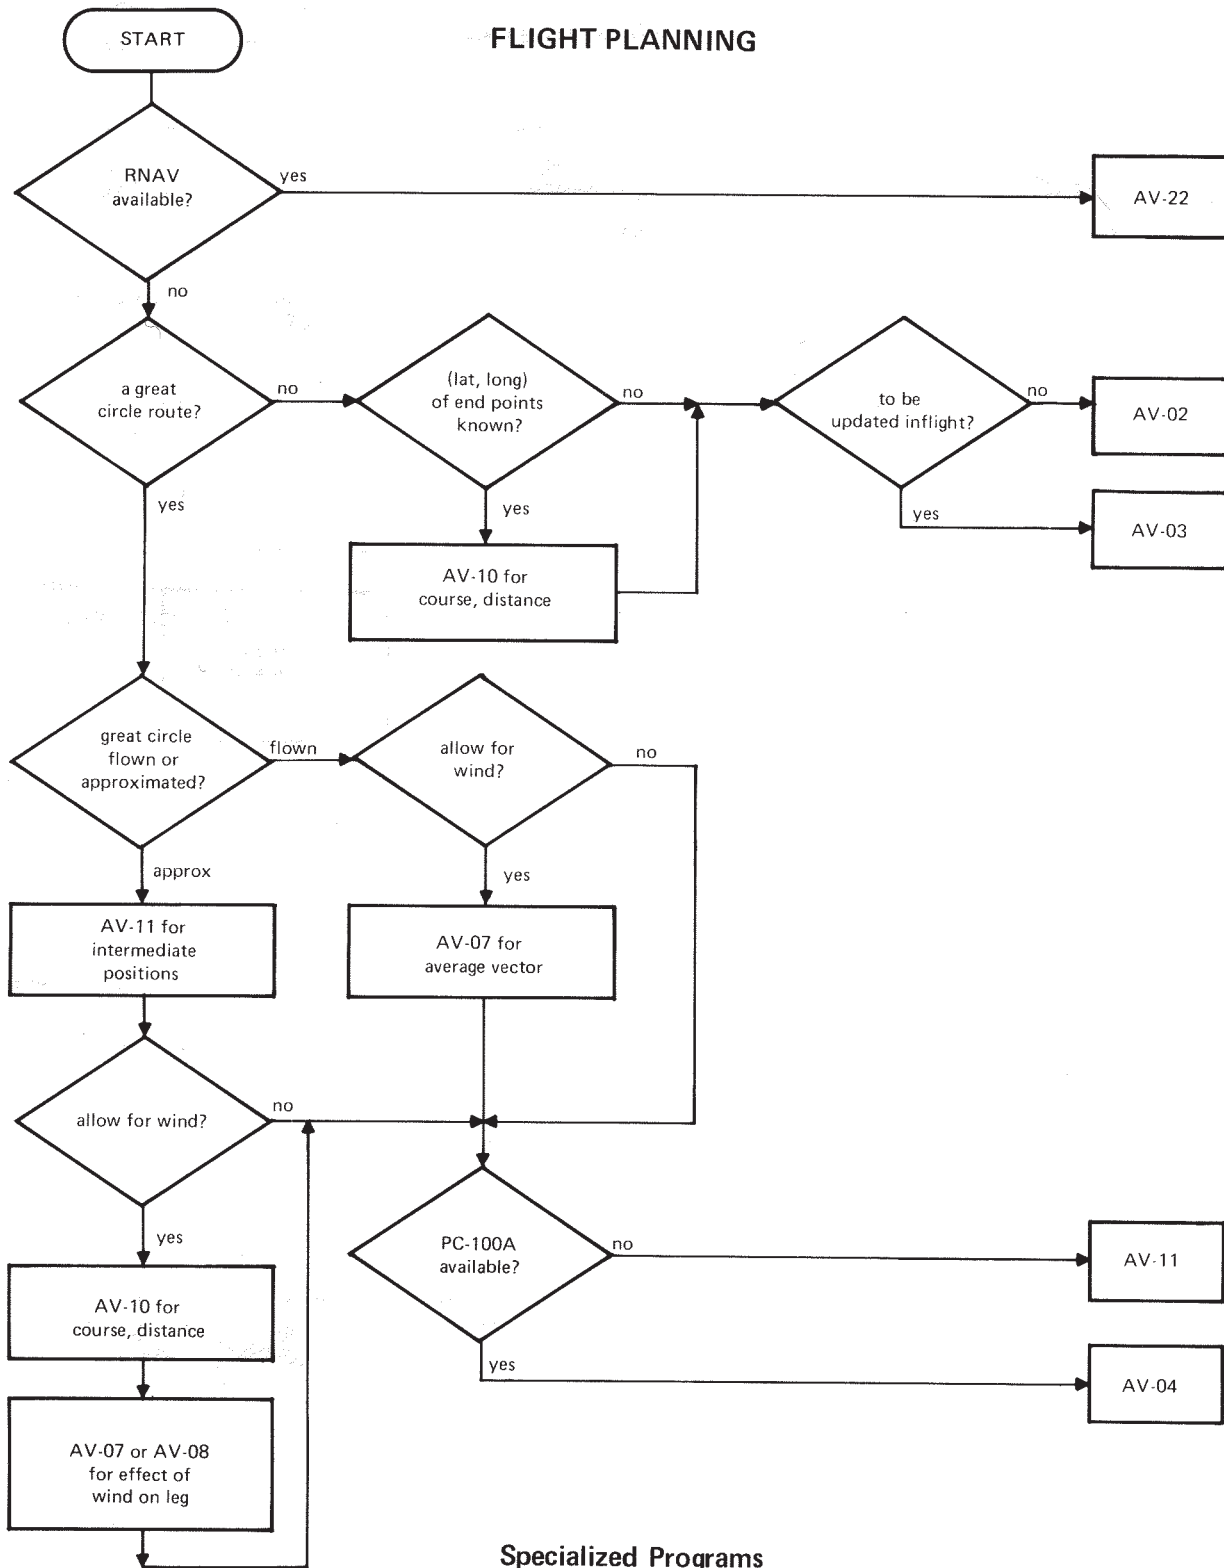 START
FLIGHT PLANNING
RNAV
available?
yes
AV-22
no
a great
circle route?
no
(lat, long)
of end points
known?
no
to be
updated inflight?
no
AV-02
yes
yes
yes
AV-03
AV-10 for
course, distance
great circle
flown or
approximated?
flown
allow for
wind?
no
approx
yes
AV-11 for
intermediate
positions
AV-07 for
average vector
allow for wind?
no
yes
PC-100A
available?
no
AV-11
AV-10 for
course, distance
yes
AV-04
AV-07 or AV-08
for effect of
wind on leg
Specialized Programs